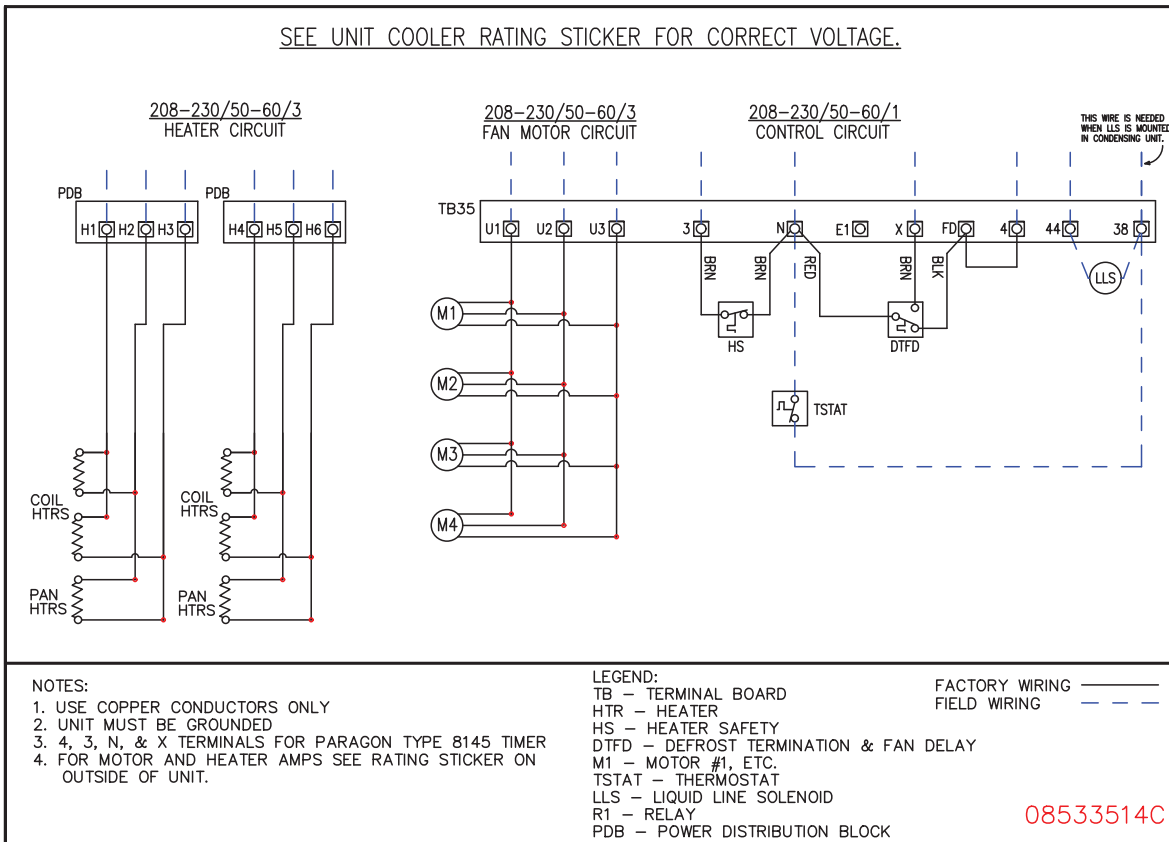 SEE UNIT COOLER RATING STICKER FOR CORRECT VOLTAGE.
208-230/50-60/3
HEATER CIRCUIT
208-230/50-60/3
FAN MOTOR CIRCUIT
208-230/50-60/1
CONTROL CIRCUIT
THIS WIRE IS NEEDED
WHEN LLS IS MOUNTED
IN CONDENSING UNIT.
PDB
PDB
H1 H2 H3
H4 H5 H6
TB35
U1 U2 U3 3 N E1 X FD 4 44 38
BRN BRN RED BRN BLK
LLS
M1
HS
DTFD
M2
TSTAT
M3
M4
COIL
HTRS
COIL
HTRS
PAN
HTRS
PAN
HTRS
NOTES:
1. USE COPPER CONDUCTORS ONLY
2. UNIT MUST BE GROUNDED
3. 4, 3, N, & X TERMINALS FOR PARAGON TYPE 8145 TIMER
4. FOR MOTOR AND HEATER AMPS SEE RATING STICKER ON
OUTSIDE OF UNIT.
LEGEND:
TB – TERMINAL BOARD
HTR – HEATER
HS – HEATER SAFETY
DTFD – DEFROST TERMINATION & FAN DELAY
M1 – MOTOR #1, ETC.
TSTAT – THERMOSTAT
LLS – LIQUID LINE SOLENOID
R1 – RELAY
PDB – POWER DISTRIBUTION BLOCK
FACTORY WIRING
FIELD WIRING
08533514C